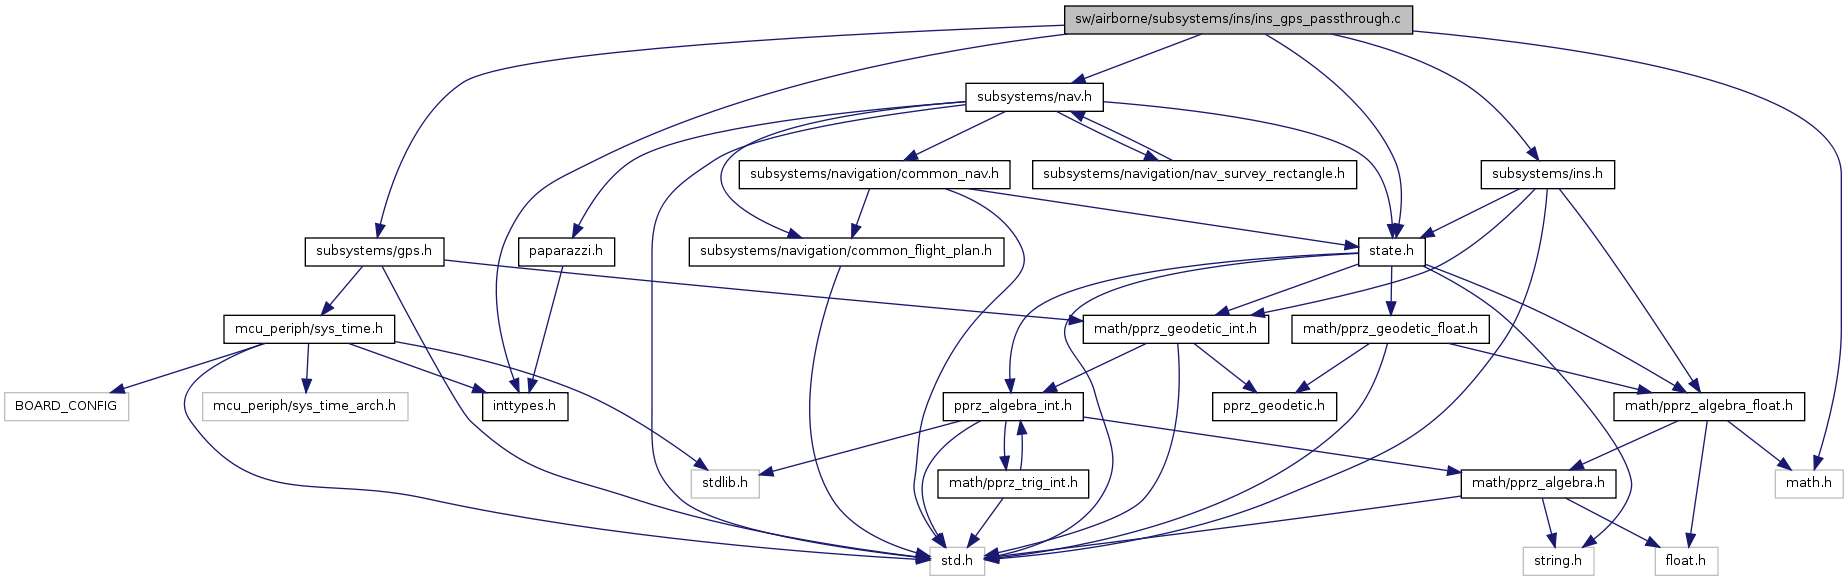 sw/airborne/subsystems/ins/ins_gps_passthrough.c
subsystems/nav.h
subsystems/navigation/common_nav.h
subsystems/navigation/nav_survey_rectangle.h
subsystems/ins.h
subsystems/gps.h
paparazzi.h
subsystems/navigation/common_flight_plan.h
state.h
mcu_periph/sys_time.h
math/pprz_geodetic_int.h
math/pprz_geodetic_float.h
BOARD_CONFIG
mcu_periph/sys_time_arch.h
inttypes.h
pprz_algebra_int.h
pprz_geodetic.h
math/pprz_algebra_float.h
stdlib.h
math/pprz_trig_int.h
math/pprz_algebra.h
math.h
std.h
string.h
float.h